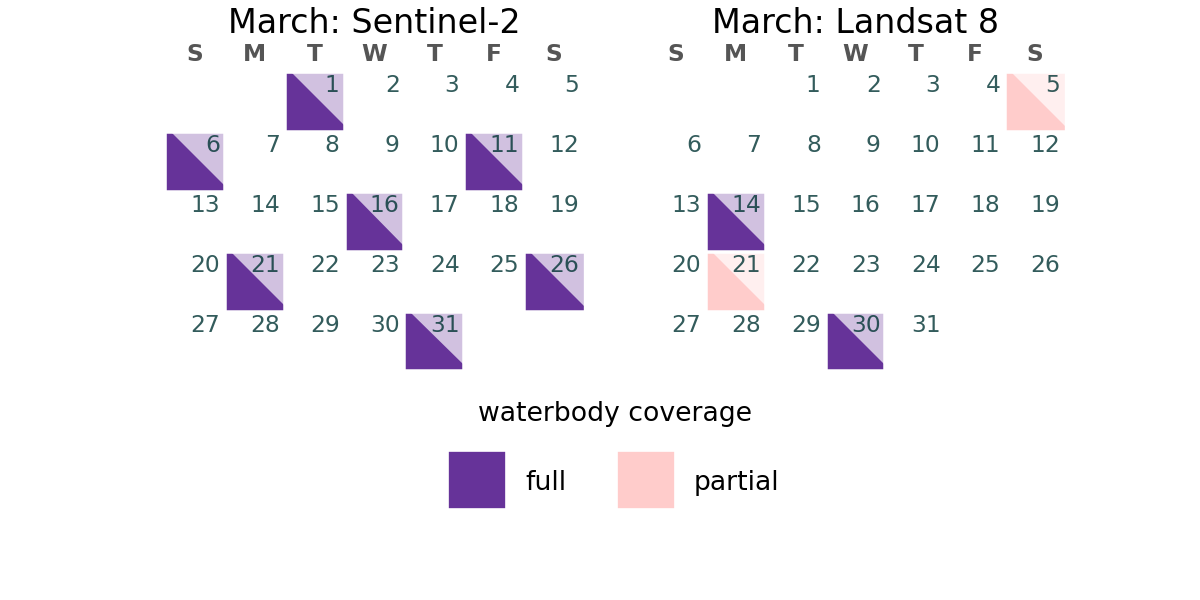 March: Sentinel-2
S M T W T F S
1 2 3 4 5
6 7 8 9 10 11 12
13 14 15 16 17 18 19
20 21 22 23 24 25 26
27 28 29 30 31
March: Landsat 8
S M T W T F S
1 2 3 4 5
6 7 8 9 10 11 12
13 14 15 16 17 18 19
20 21 22 23 24 25 26
27 28 29 30 31
waterbody coverage
full
partial